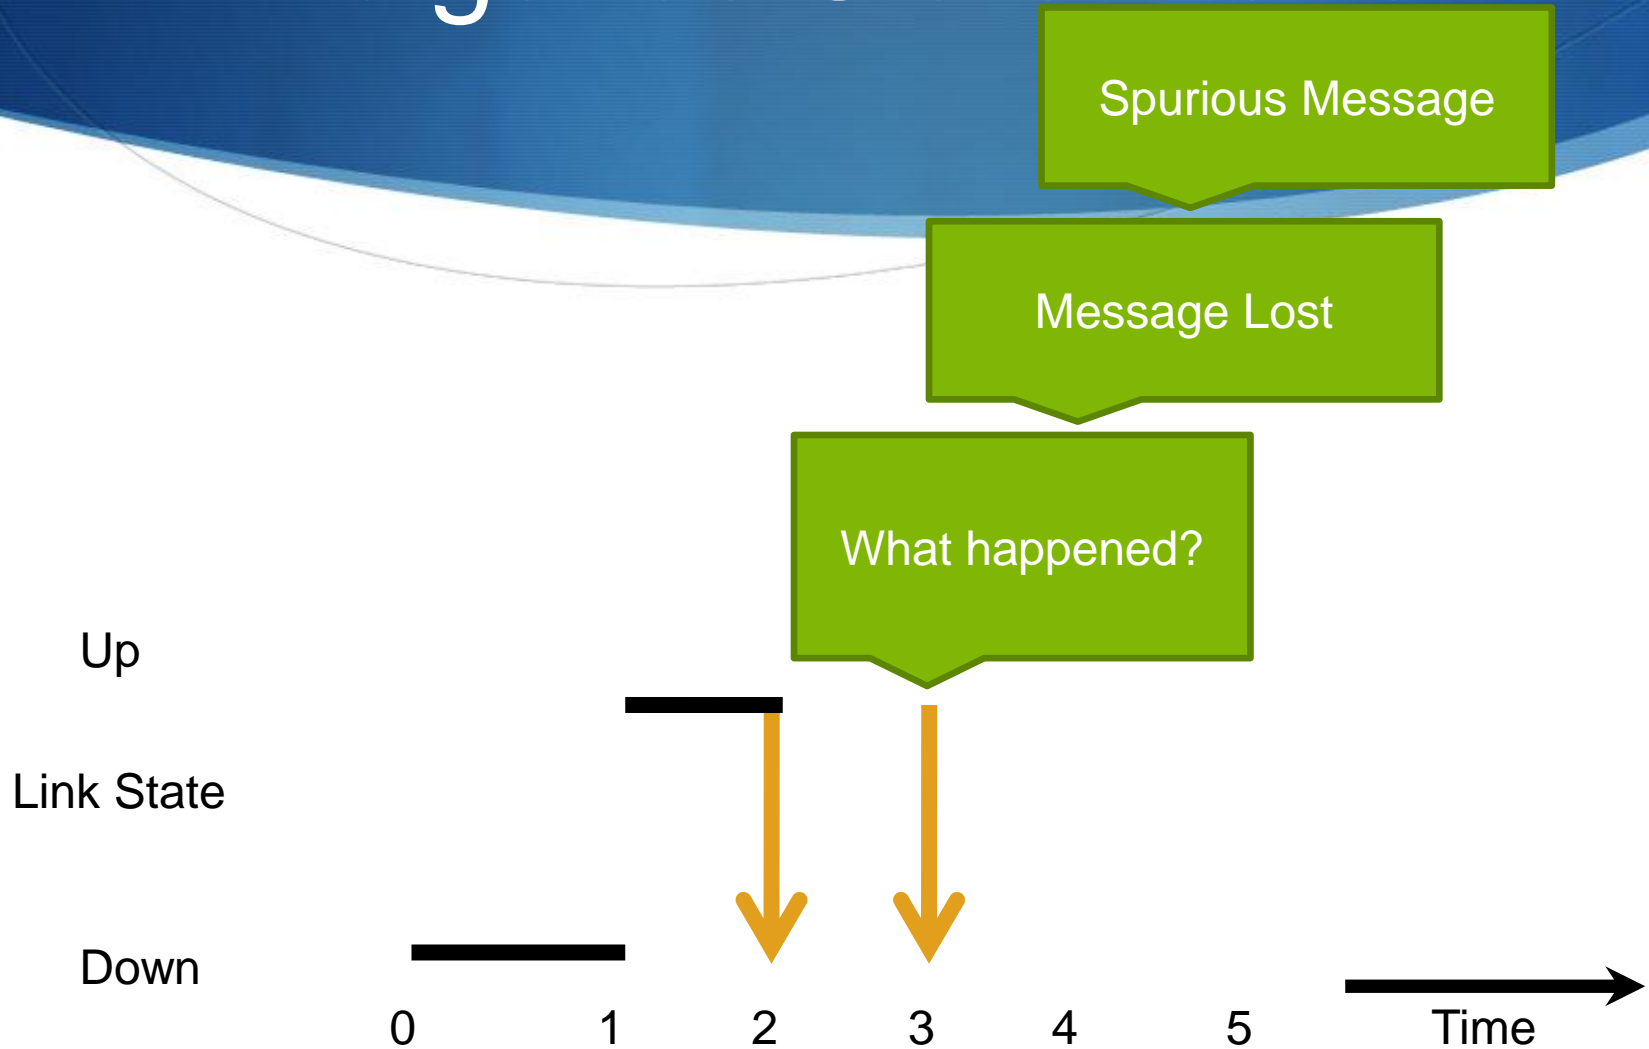 Spurious Message
Message Lost
What happened?
Up
Link State
Down
0 1 2 3 4 5 Time